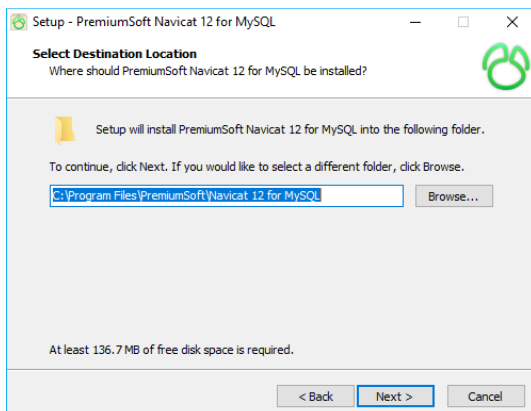 Setup - PremiumSoft Navicat 12 for MySQL
Select Destination Location
Where should PremiumSoft Navicat 12 for MySQL be installed?
Setup will install PremiumSoft Navicat 12 for MySQL into the following folder.
To continue, click Next. If you would like to select a different folder, click Browse.
C:\Program Files\PremiumSoft\Navicat 12 for MySQL
Browse...
At least 136.7 MB of free disk space is required.
< Back
Next >
Cancel